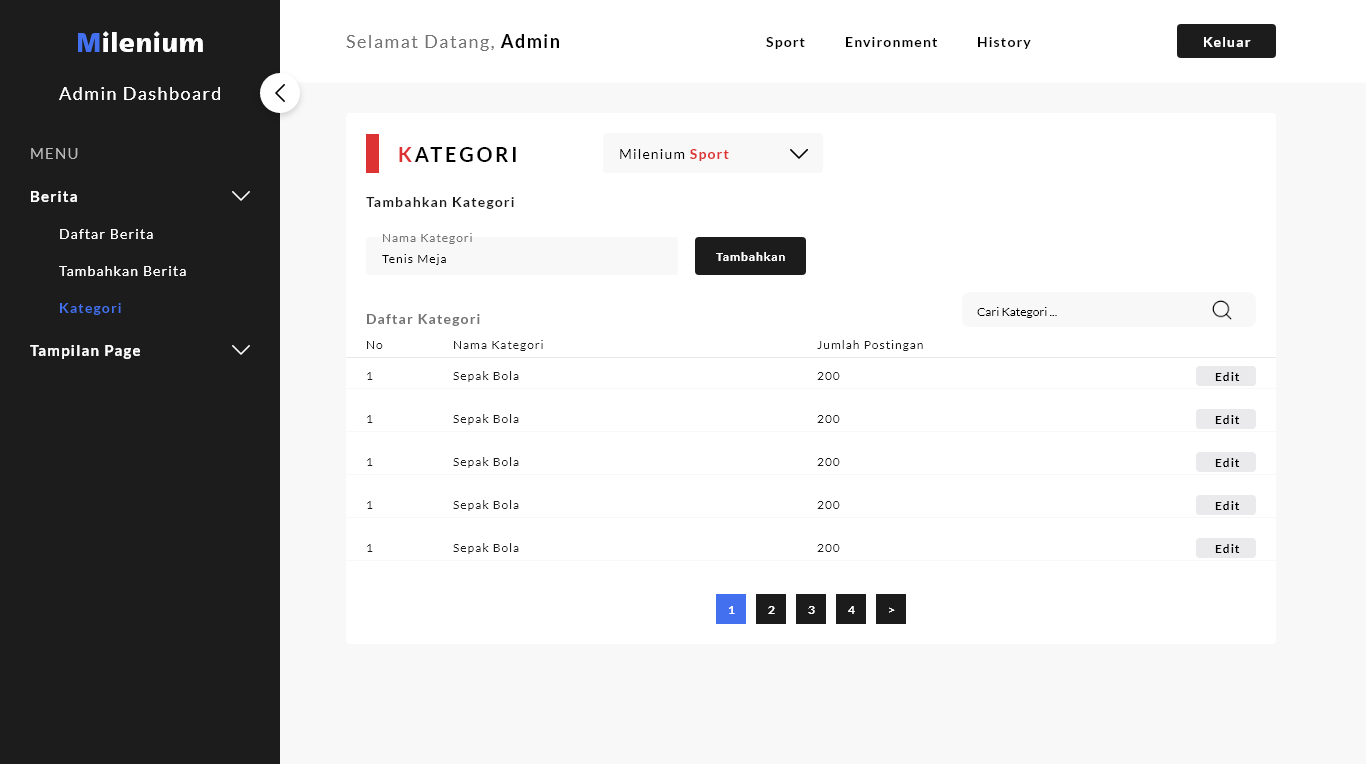 Milenium
Admin Dashboard
MENU
Berita
Daftar Berita
Tambahkan Berita
Kategori
Tampilan Page
Selamat Datang, Admin
Sport Environment History
Keluar
KATEGORI
Milenium Sport
Tambahkan Kategori
Nama Kategori
Tenis Meja
Tambahkan
Daftar Kategori
Cari Kategori ...
No Nama Kategori Jumlah Postingan
1 Sepak Bola 200 Edit
1 Sepak Bola 200 Edit
1 Sepak Bola 200 Edit
1 Sepak Bola 200 Edit
1 Sepak Bola 200 Edit
1 2 3 4 >